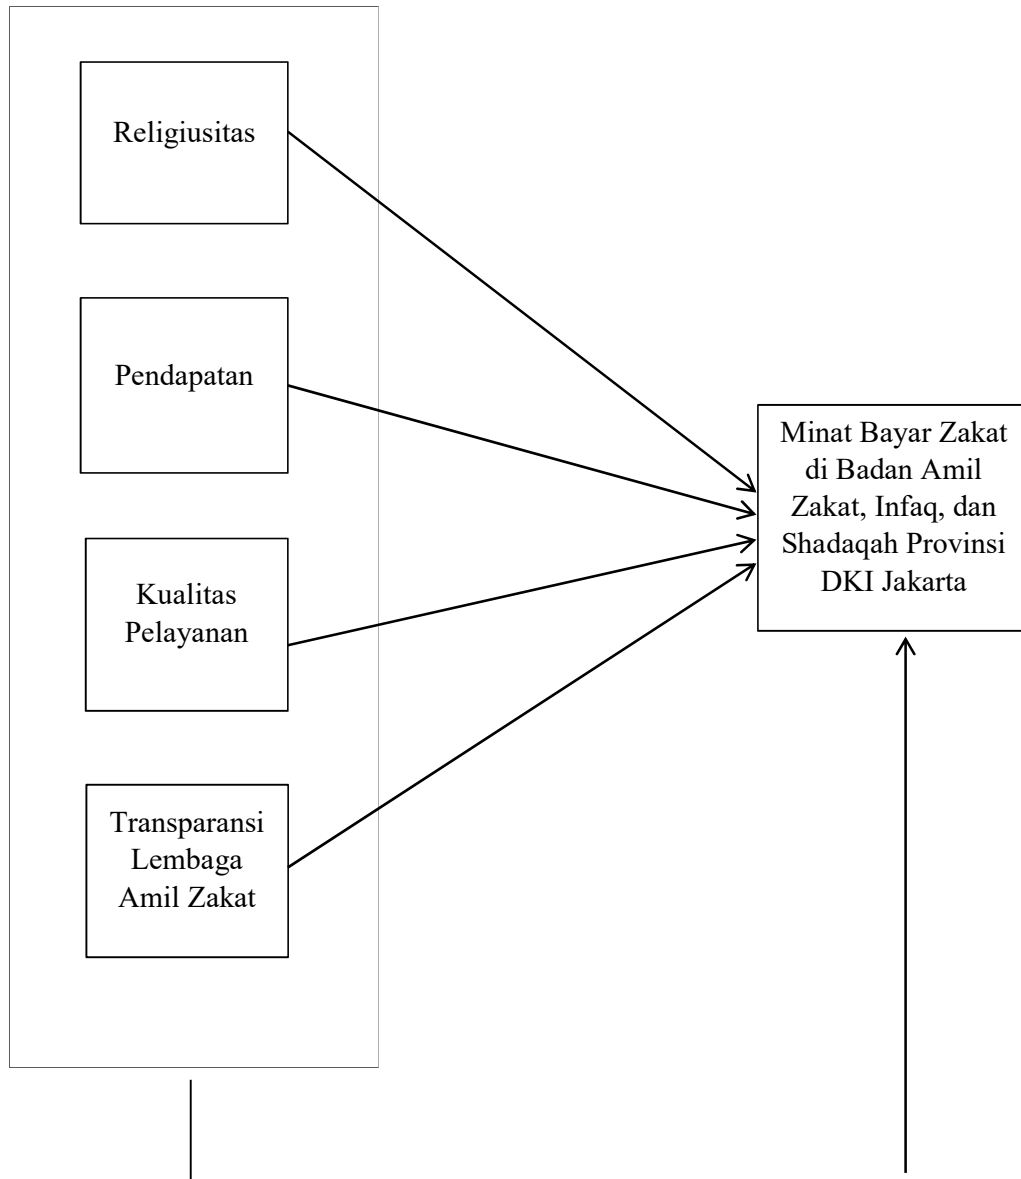 Religiusitas
Pendapatan
Kualitas
Pelayanan
Transparansi
Lembaga
Amil Zakat
Minat Bayar Zakat
di Badan Amil
Zakat, Infaq, dan
Shadaqah Provinsi
DKI Jakarta